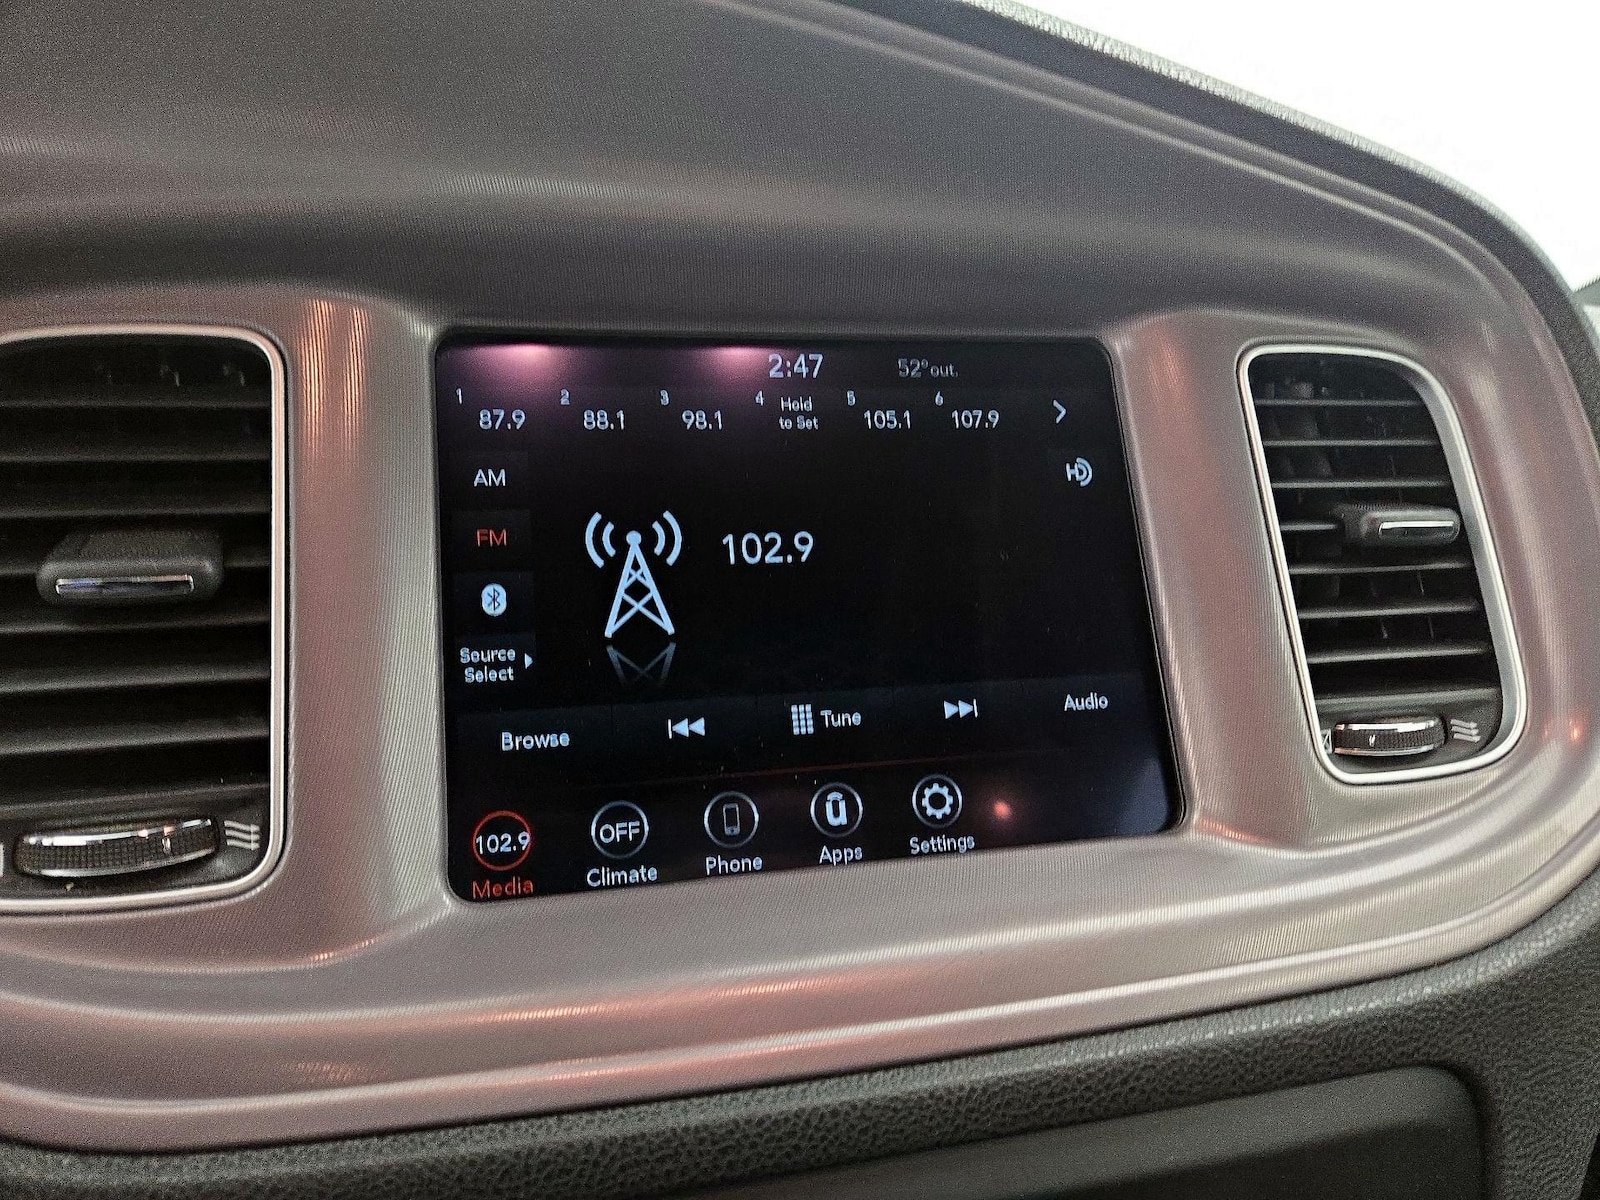 2:47 52° out.
1 87.9 2 88.1 3 98.1 4 Hold to Set 5 105.1 6 107.9
AM
HD
FM
102.9
Source
Select
Browse Tune Audio
102.9 OFF
Media Climate Phone Apps Settings